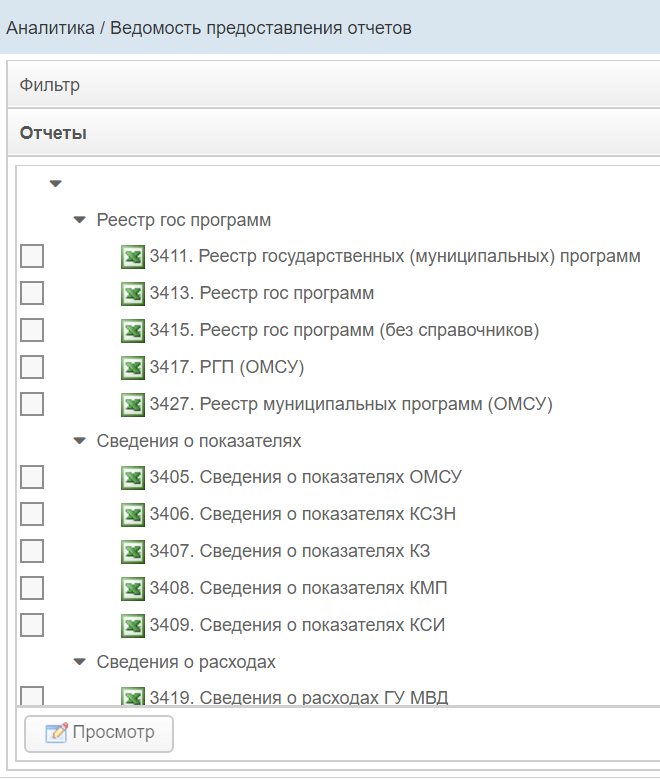 Аналитика / Ведомость предоставления отчетов
Фильтр
Отчеты
Реестр гос программ
3411. Реестр государственных (муниципальных) программ
3413. Реестр гос программ
3415. Реестр гос программ (без справочников)
3417. РГП (ОМСУ)
3427. Реестр муниципальных программ (ОМСУ)
Сведения о показателях
3405. Сведения о показателях ОМСУ
3406. Сведения о показателях КСЗН
3407. Сведения о показателях КЗ
3408. Сведения о показателях КМП
3409. Сведения о показателях КСИ
Сведения о расходах
3419. Сведения о расходах ГУ МВД
Просмотр